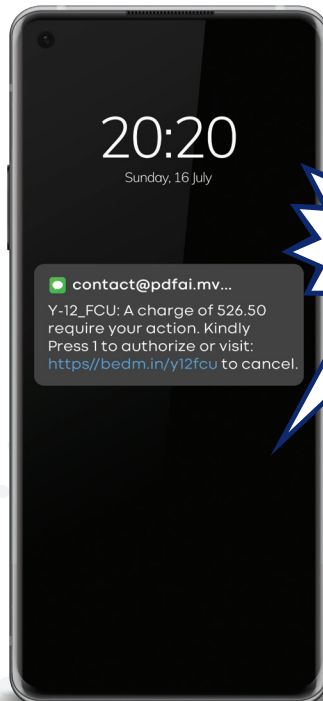 20:20
Sunday, 16 July
contact@pdfai.mv...
Y-12_FCU: A charge of 526.50
require your action. Kindly
Press 1 to authorize or visit:
https//bedm.in/y12fcu to cancel.